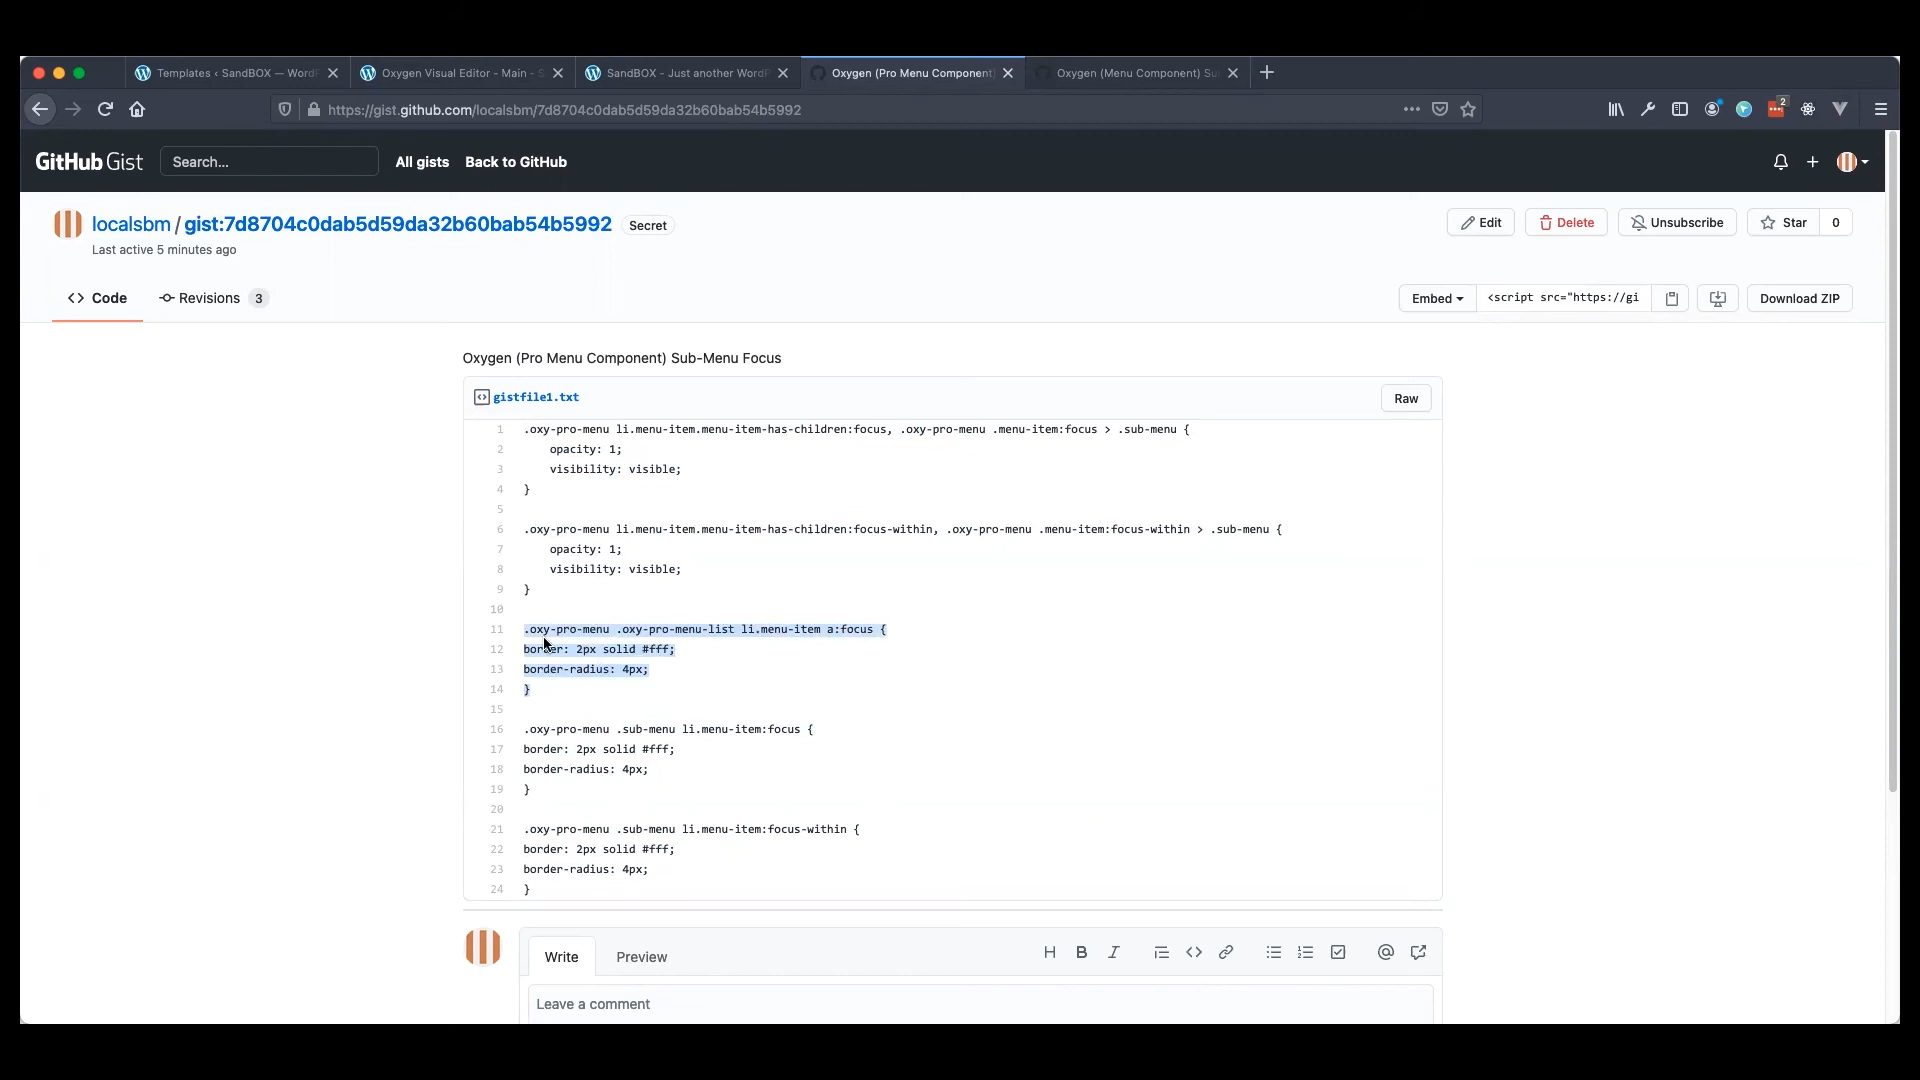 Templates ‹ SandBOX — WordP
Oxygen Visual Editor - Main - S
SandBOX - Just another WordP
Oxygen (Pro Menu Component)
Oxygen (Menu Component) Su
https://gist.github.com/localsbm/7d8704c0dab5d59da32b60bab54b5992
2
GitHub Gist
Search...
All gists
Back to GitHub
localsbm / gist:7d8704c0dab5d59da32b60bab54b5992
Secret
Last active 5 minutes ago
Edit
Delete
Unsubscribe
Star
0
Code
Revisions 3
Embed
<script src="https://gi
Download ZIP
Oxygen (Pro Menu Component) Sub-Menu Focus
gistfile1.txt
Raw
1 .oxy-pro-menu li.menu-item.menu-item-has-children:focus, .oxy-pro-menu .menu-item:focus > .sub-menu {
2 opacity: 1;
3 visibility: visible;
4 }
5
6 .oxy-pro-menu li.menu-item.menu-item-has-children:focus-within, .oxy-pro-menu .menu-item:focus-within > .sub-menu {
7 opacity: 1;
8 visibility: visible;
9 }
10
11 .oxy-pro-menu .oxy-pro-menu-list li.menu-item a:focus {
12 border: 2px solid #fff;
13 border-radius: 4px;
14 }
15
16 .oxy-pro-menu .sub-menu li.menu-item:focus {
17 border: 2px solid #fff;
18 border-radius: 4px;
19 }
20
21 .oxy-pro-menu .sub-menu li.menu-item:focus-within {
22 border: 2px solid #fff;
23 border-radius: 4px;
24 }
Write
Preview
Leave a comment